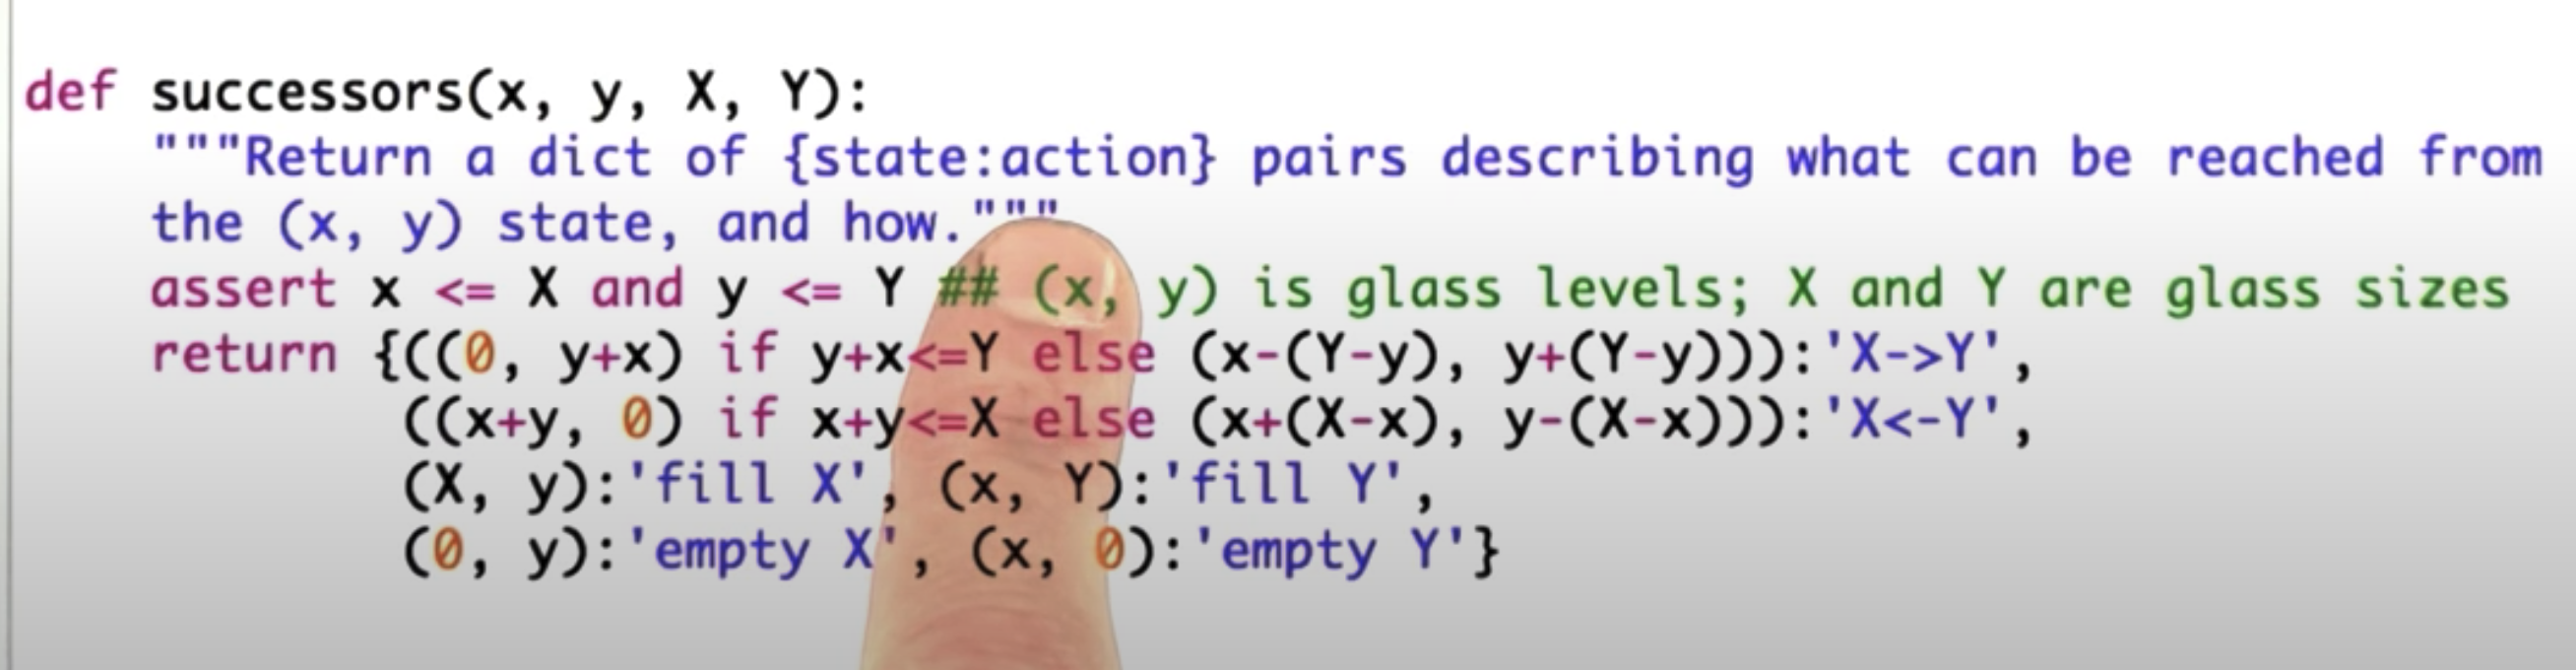 def successors(x, y, X, Y):
"""Return a dict of {state:action} pairs describing what can be reached from
the (x, y) state, and how."""
assert x <= X and y <= Y ## (x, y) is glass levels; X and Y are glass sizes
return {((0, y+x) if y+x<=Y else (x-(Y-y), y+(Y-y))):'X->Y',
((x+y, 0) if x+y<=X else (x+(X-x), y-(X-x))):'X<-Y',
(X, y):'fill X', (x, Y):'fill Y',
(0, y):'empty X', (x, 0):'empty Y'}